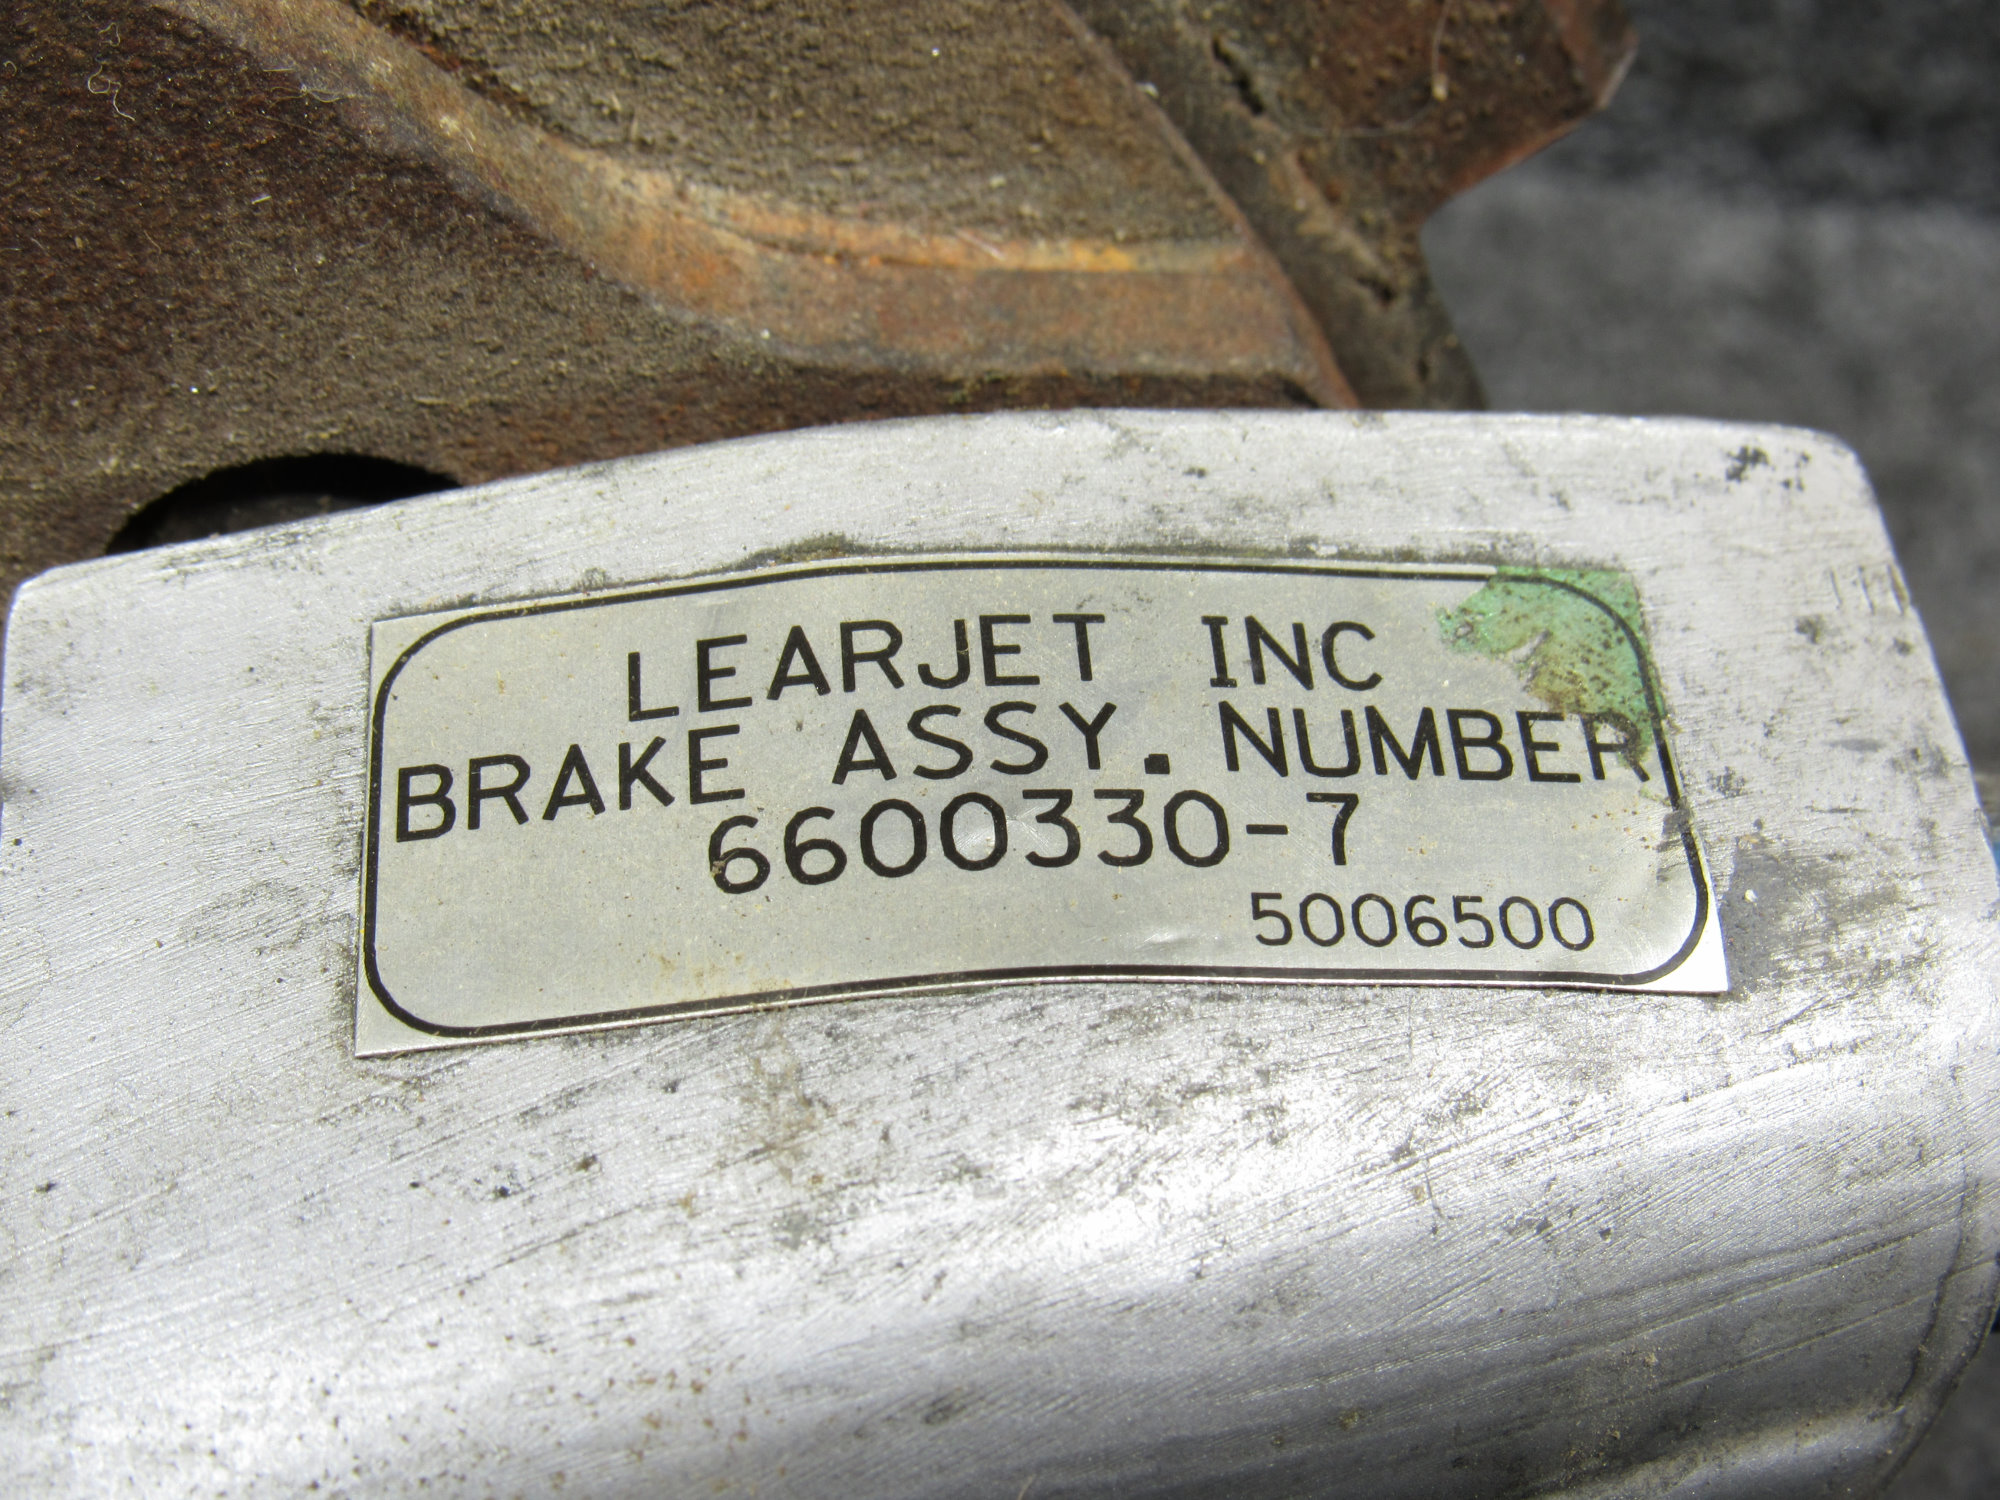 LEARJET INC
BRAKE ASSY. NUMBER
6600330-7
5006500